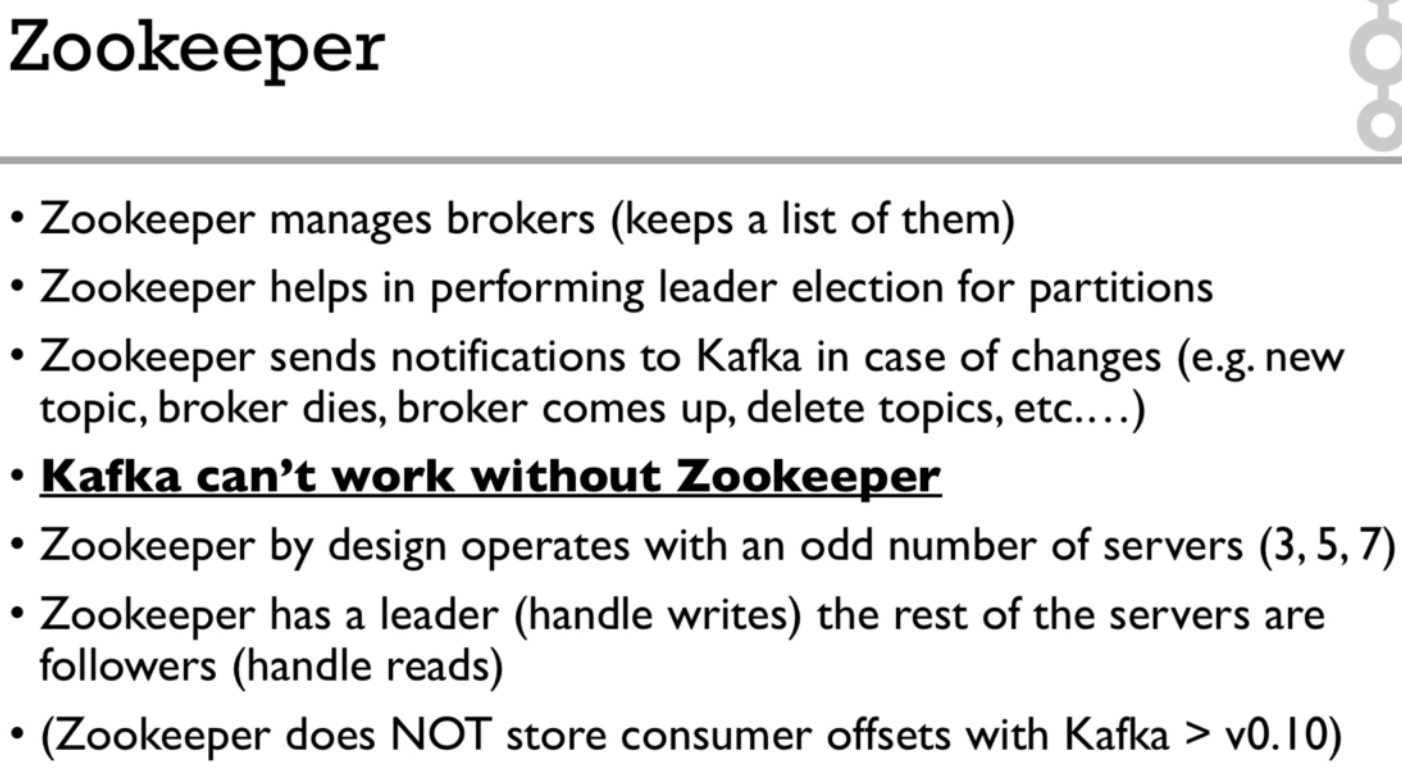 Zookeeper
• Zookeeper manages brokers (keeps a list of them)
• Zookeeper helps in performing leader election for partitions
• Zookeeper sends notifications to Kafka in case of changes (e.g. new
topic, broker dies, broker comes up, delete topics, etc.…)
• Kafka can’t work without Zookeeper
• Zookeeper by design operates with an odd number of servers (3, 5, 7)
• Zookeeper has a leader (handle writes) the rest of the servers are
followers (handle reads)
• (Zookeeper does NOT store consumer offsets with Kafka > v0.10)